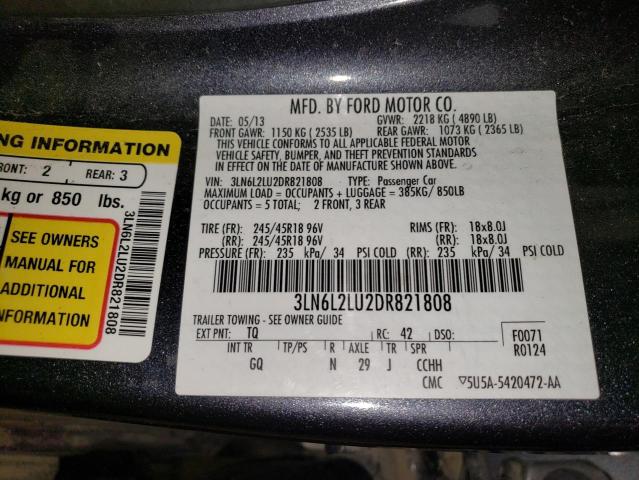 NG INFORMATION
RONT: 2 REAR: 3
kg or 850 lbs.
SEE OWNERS
MANUAL FOR
ADDITIONAL
NFORMATION
3LN6L2LU2DR821808
MFD. BY FORD MOTOR CO.
DATE: 05/13 GVWR: 2218 KG ( 4890 LB)
FRONT GAWR: 1150 KG ( 2535 LB) REAR GAWR: 1073 KG ( 2365 LB)
THIS VEHICLE CONFORMS TO ALL APPLICABLE FEDERAL MOTOR
VEHICLE SAFETY, BUMPER, AND THEFT PREVENTION STANDARDS
IN EFFECT ON THE DATE OF MANUFACTURE SHOWN ABOVE.
VIN: 3LN6L2LU2DR821808 TYPE: Passenger Car
MAXIMUM LOAD = OCCUPANTS + LUGGAGE = 385KG/ 850LB
OCCUPANTS = 5 TOTAL; 2 FRONT, 3 REAR
TIRE (FR): 245/45R18 96V RIMS (FR): 18x8.0J
(RR): 245/45R18 96V (RR): 18x8.0J
PRESSURE (FR): 235 kPa/ 34 PSI COLD (RR): 235 kPa/ 34 PSI COLD
3LN6L2LU2DR821808
TRAILER TOWING - SEE OWNER GUIDE
EXT PNT: TQ RC: 42 DSO: F0071
R0124
INT TR TP/PS R AXLE TR SPR
GQ N 29 J CCHH
CMC ▽5U5A-5420472-AA